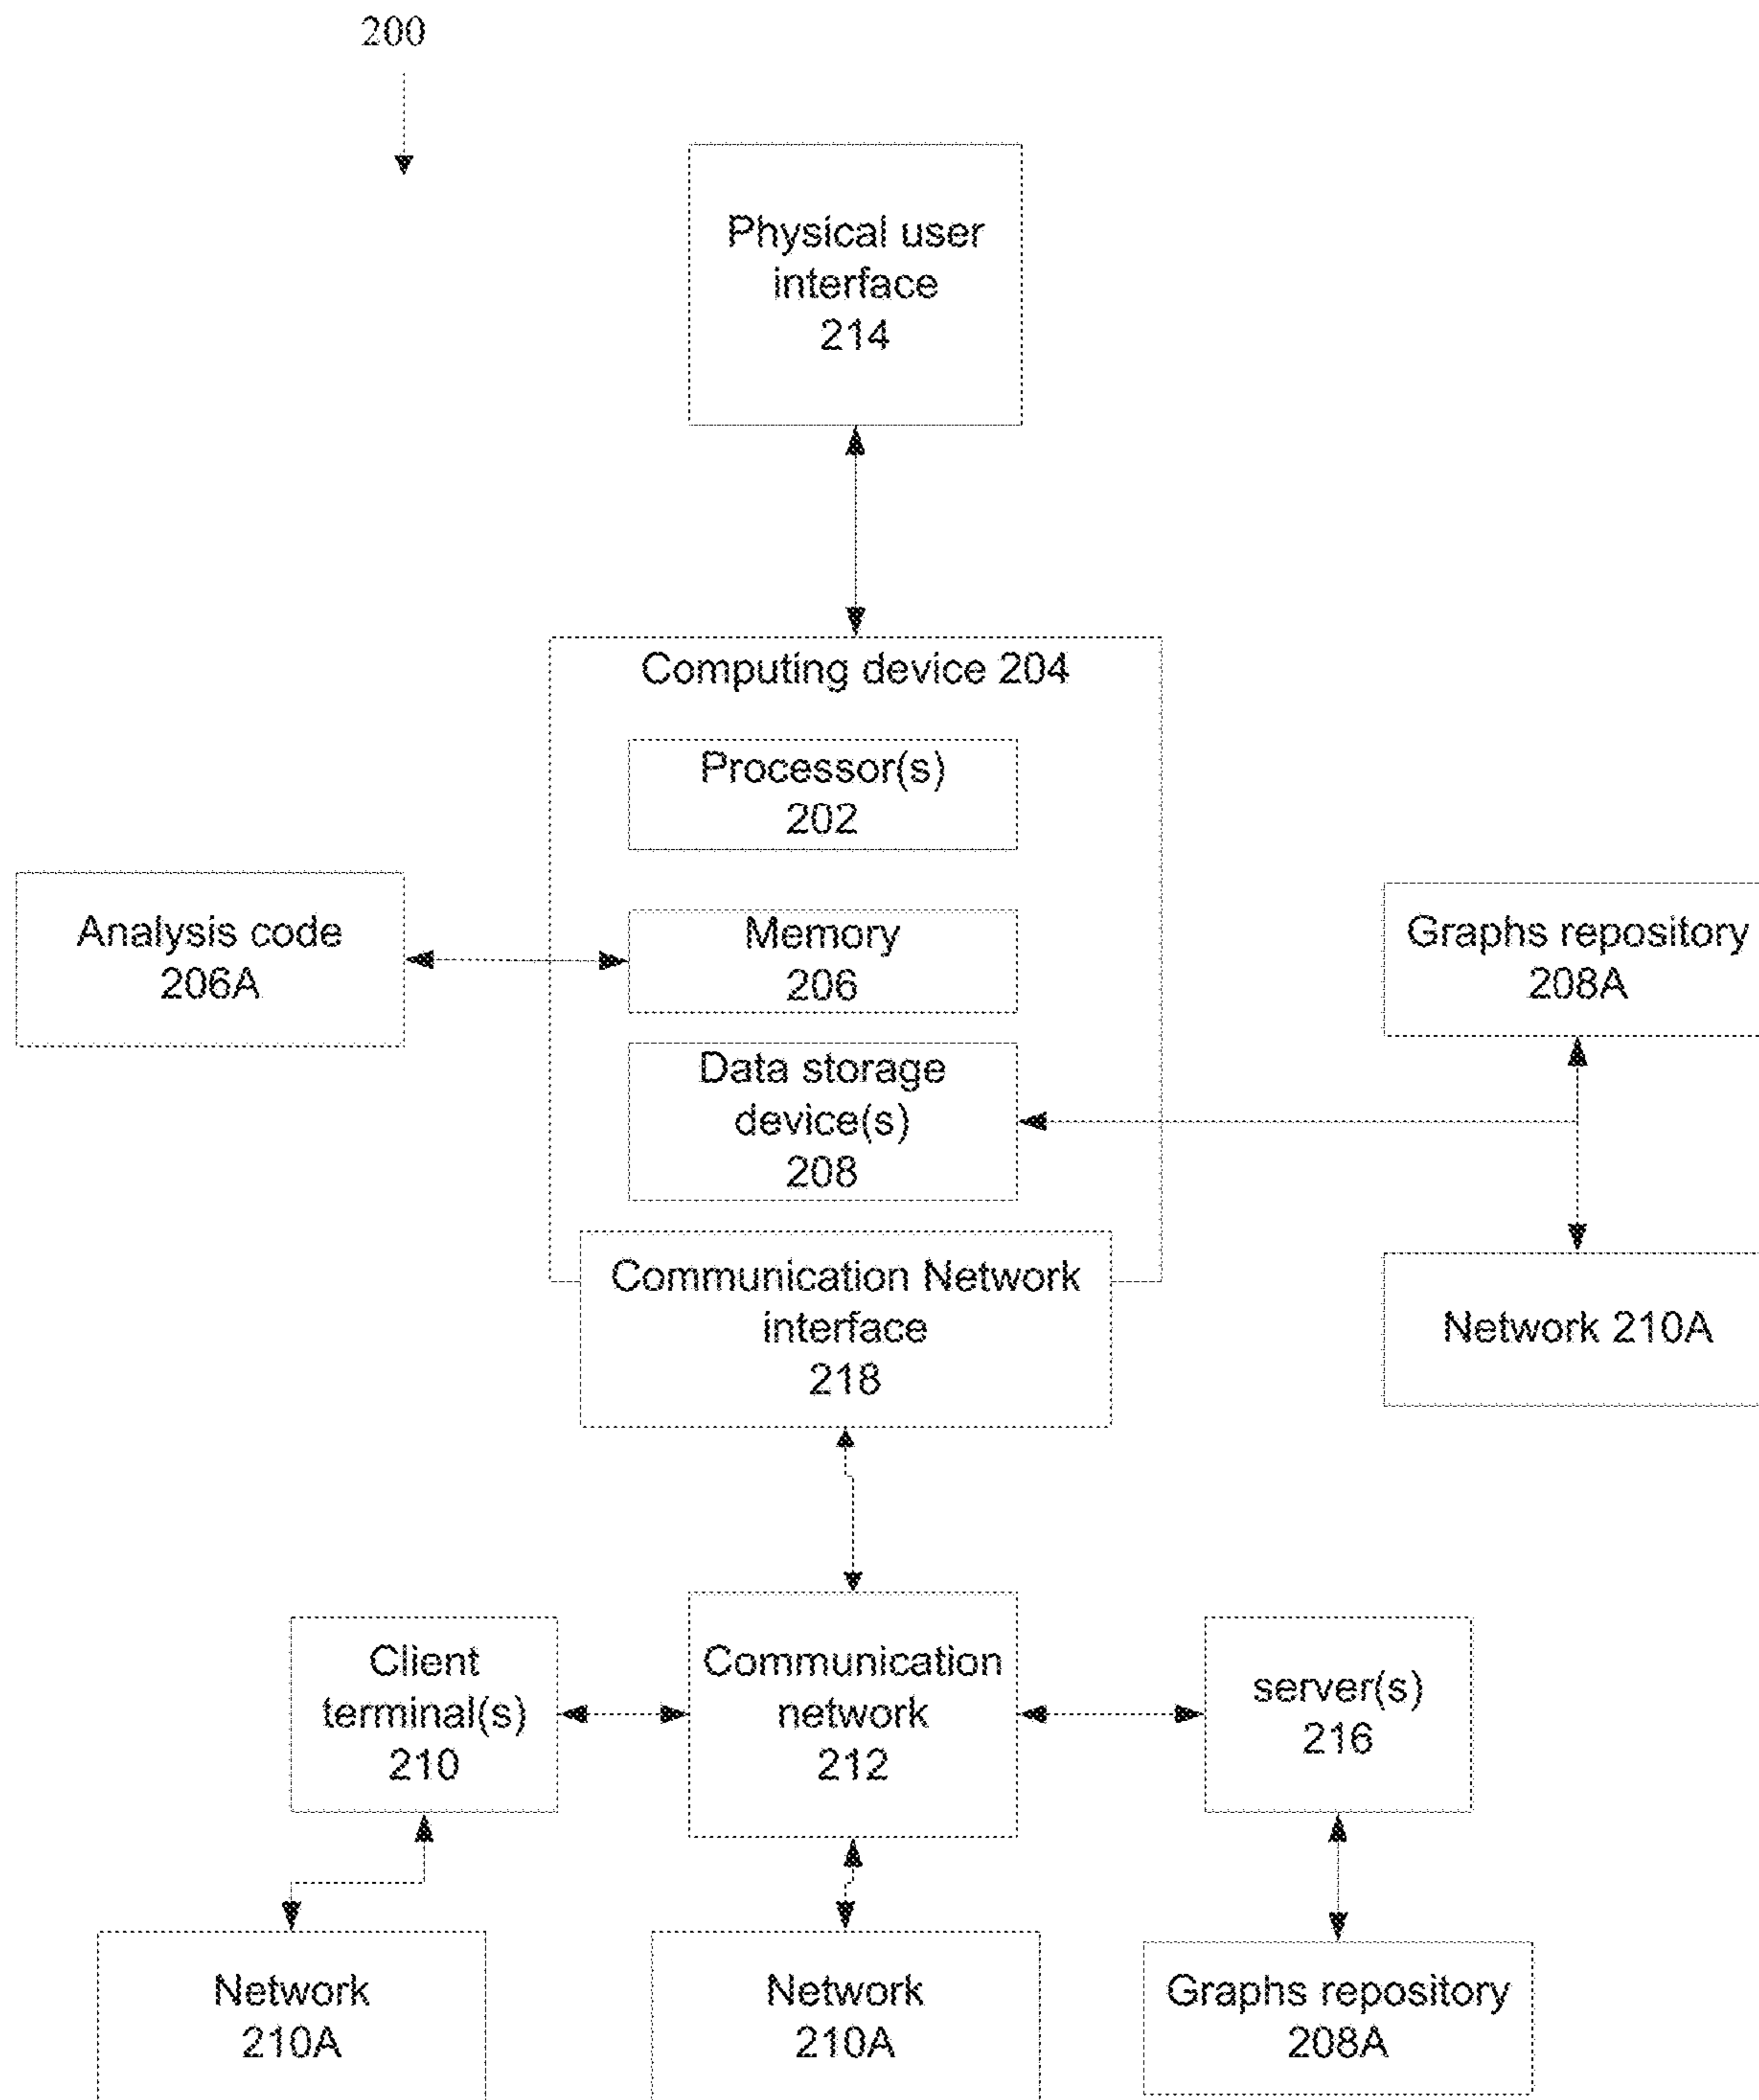 200
Physical user
interface
214
Computing device 204
Processor(s)
202
Analysis code
206A
Memory
206
Graphs repository
208A
Data storage
device(s)
208
Communication Network
interface
218
Network 210A
Client
terminal(s)
210
Communication
network
212
server(s)
216
Network
210A
Network
210A
Graphs repository
208A